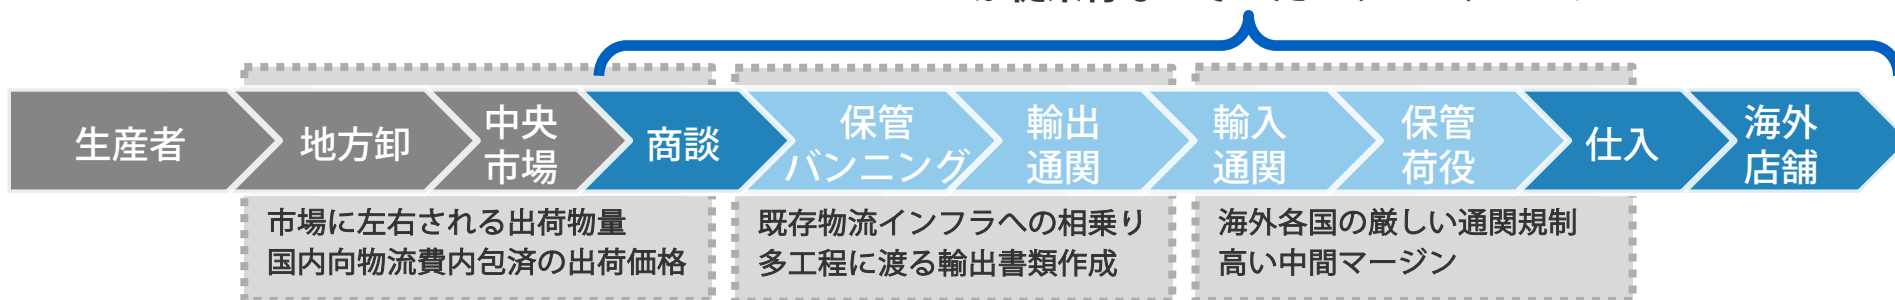 生産者
地方卸
中央
市場
商談
保管
バンニング
輸出
通関
輸入
通関
保管
荷役
仕入
海外
店舗
市場に左右される出荷物量
国内向物流費内包済の出荷価格
既存物流インフラへの相乗り
多工程に渡る輸出書類作成
海外各国の厳しい通関規制
高い中間マージン